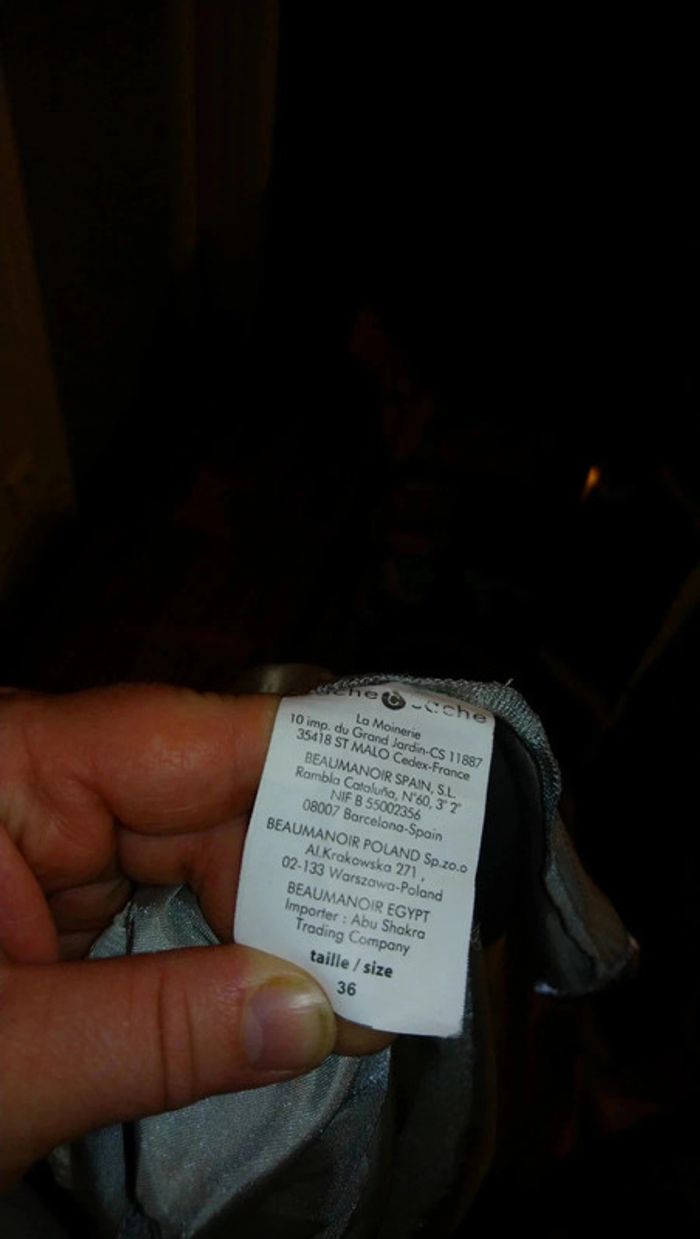 che cache
La Moinerie
10 imp. du Grand Jardin-CS 11887
35418 ST MALO Cedex-France
BEAUMANOIR SPAIN, S.L.
Rambla Cataluña, N°60, 3° 2°
NIF B 55002356
08007 Barcelona-Spain
BEAUMANOIR POLAND Sp.zo.o
Al.Krakowska 271 ,
02-133 Warszawa-Poland
BEAUMANOIR EGYPT
Importer : Abu Shakra
Trading Company
taille / size
36